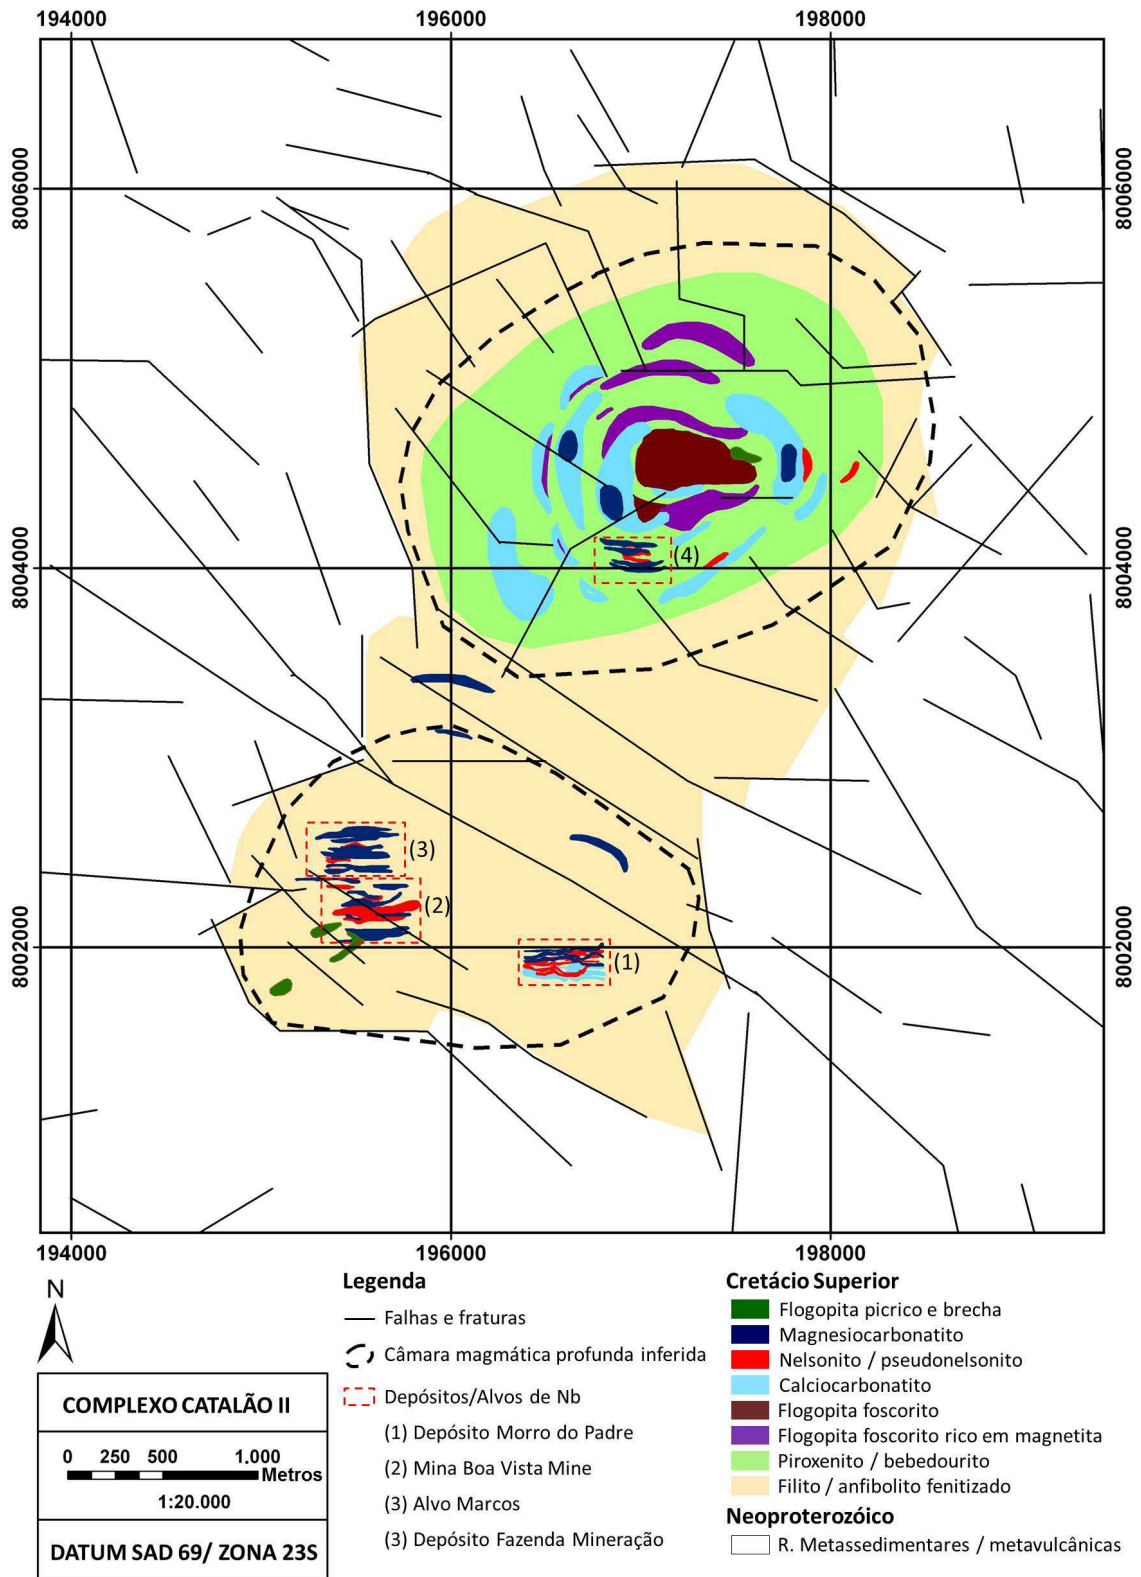 194000 196000 198000
8006000 8006000
(4)
8004000 8004000
(3)
(2)
8002000 8002000
(1)
194000 196000 198000
N
COMPLEXO CATALÃO II
0 250 500 1.000
Metros
1:20.000
DATUM SAD 69/ ZONA 23S
Legenda
Falhas e fraturas
Câmara magmática profunda inferida
Depósitos/Alvos de Nb
(1) Depósito Morro do Padre
(2) Mina Boa Vista Mine
(3) Alvo Marcos
(3) Depósito Fazenda Mineração
Cretácio Superior
Flogopita picrico e brecha
Magnesiocarbonatito
Nelsonito / pseudonelsonito
Calciocarbonatito
Flogopita foscorito
Flogopita foscorito rico em magnetita
Piroxenito / bebedourito
Filito / anfibolito fenitizado
Neoproterozóico
R. Metassedimentares / metavulcânicas